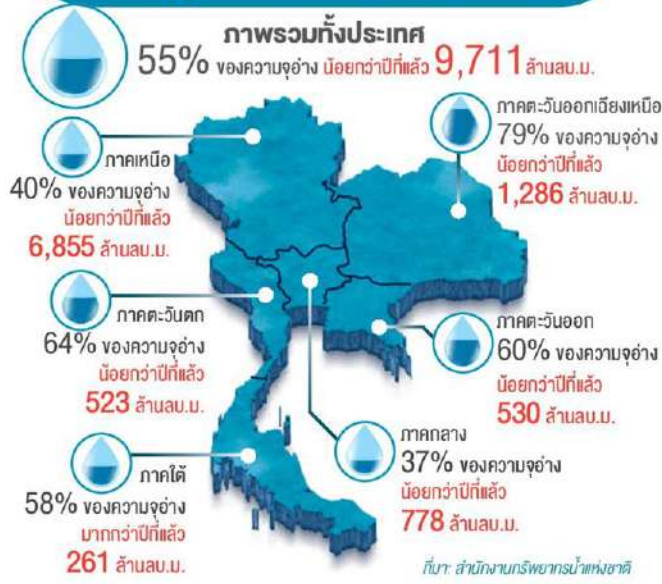 ภาพรวมทั้งประเทศ
55% ของความจุอ่าง น้อยกว่าปีที่แล้ว 9,711 ล้านลบ.ม.
ภาคเหนือ
40% ของความจุอ่าง
น้อยกว่าปีที่แล้ว
6,855 ล้านลบ.ม.
ภาคตะวันออกเฉียงเหนือ
79% ของความจุอ่าง
น้อยกว่าปีที่แล้ว
1,286 ล้านลบ.ม.
ภาคตะวันตก
64% ของความจุอ่าง
น้อยกว่าปีที่แล้ว
523 ล้านลบ.ม.
ภาคตะวันออก
60% ของความจุอ่าง
น้อยกว่าปีที่แล้ว
530 ล้านลบ.ม.
ภาคกลาง
37% ของความจุอ่าง
น้อยกว่าปีที่แล้ว
778 ล้านลบ.ม.
ภาคใต้
58% ของความจุอ่าง
มากกว่าปีที่แล้ว
261 ล้านลบ.ม.
ที่มา: สำนักงานทรัพยากรน้ำแห่งชาติ